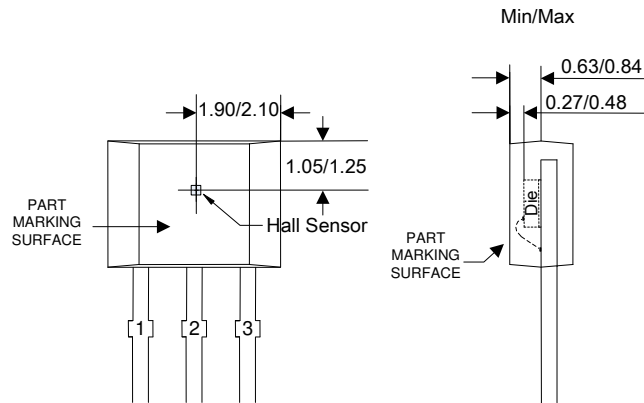 Min/Max
0.63/0.84
0.27/0.48
1.90/2.10
1.05/1.25
PART
MARKING
SURFACE
Hall Sensor
Die
PART
MARKING
SURFACE
1 2 3